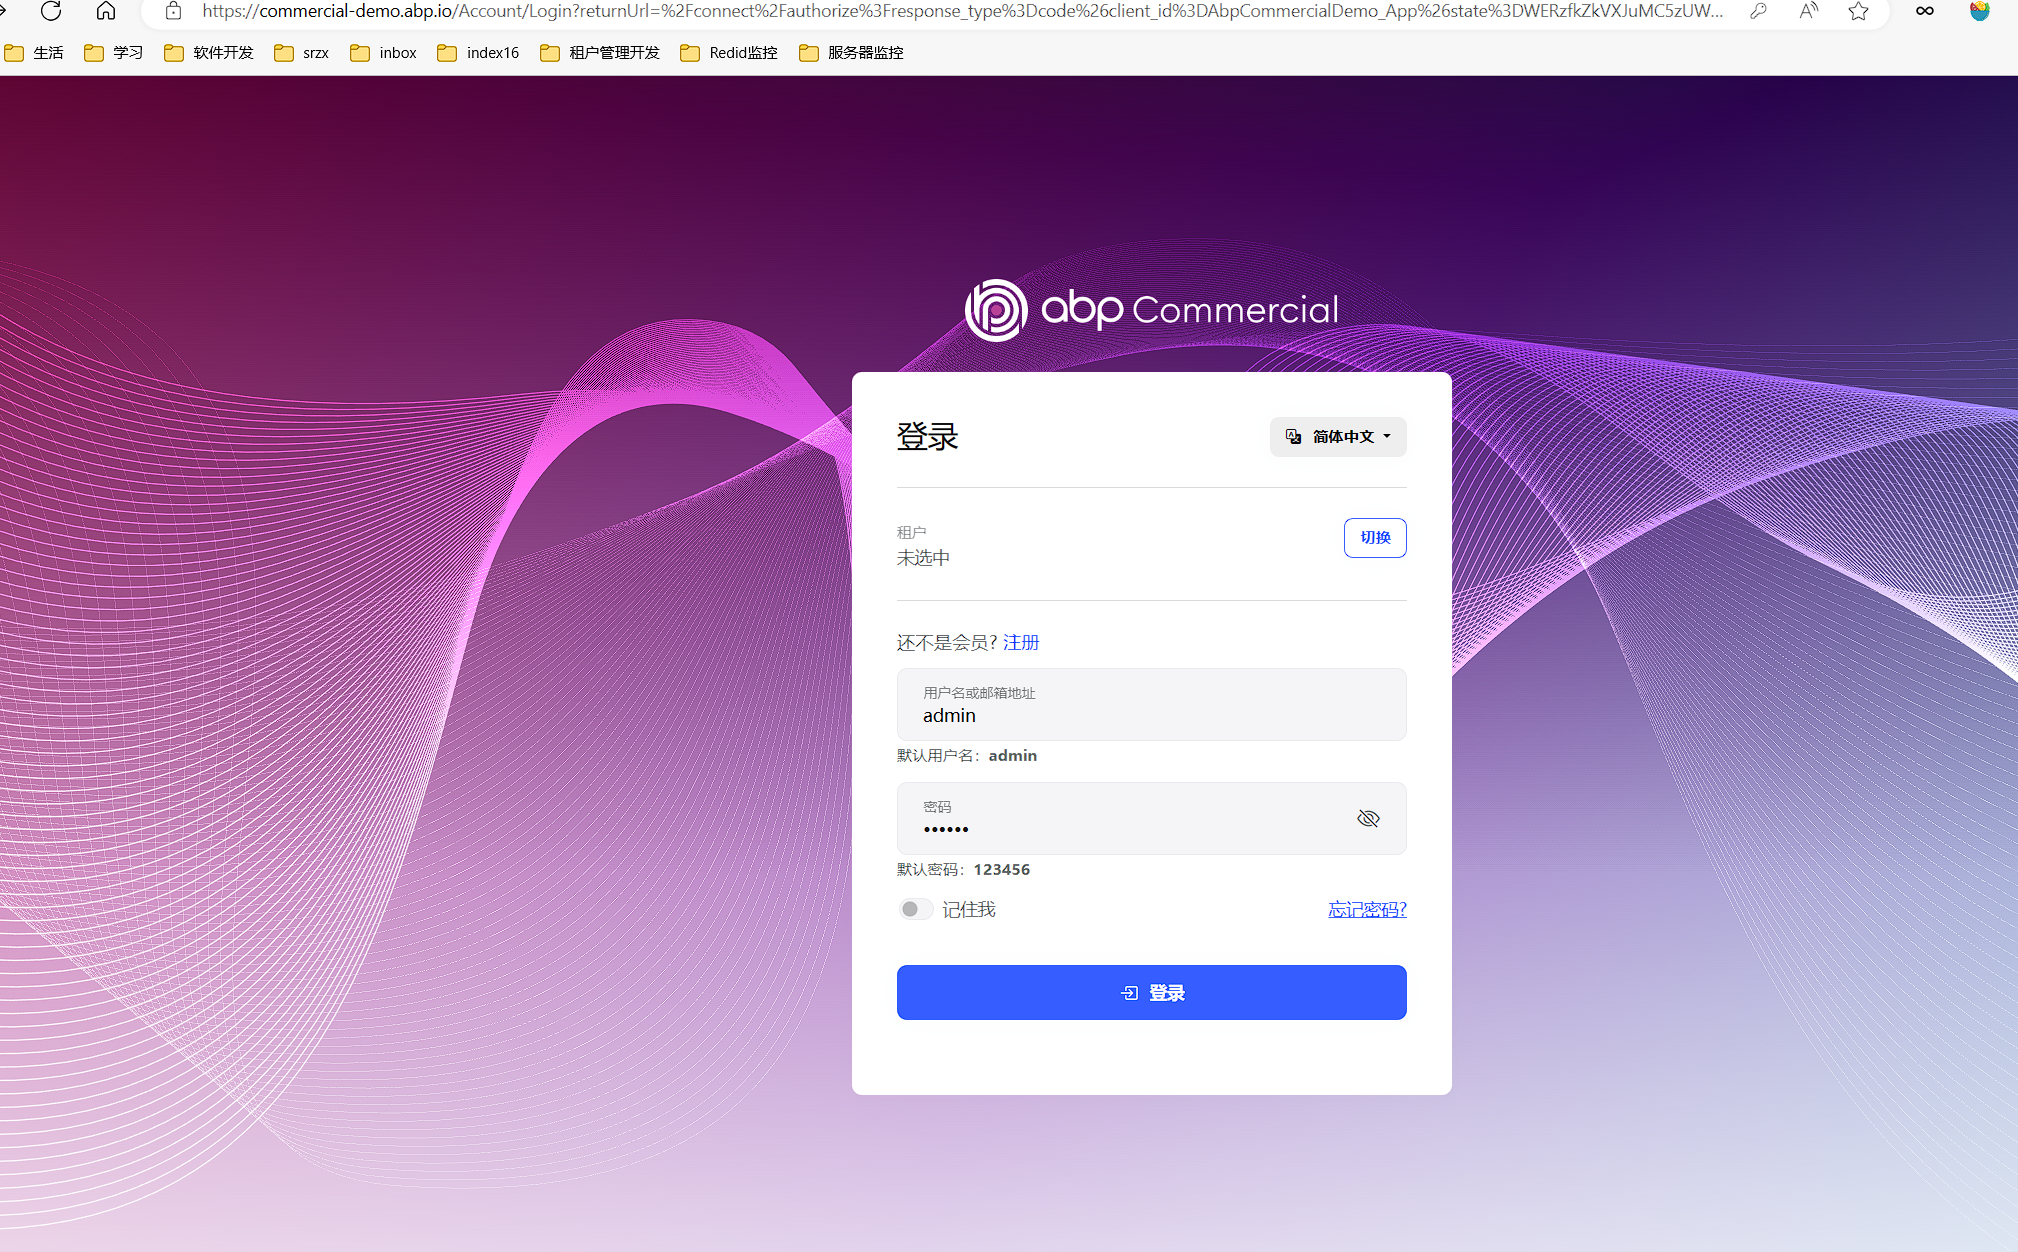 https://commercial-demo.abp.io/Account/Login?returnUrl=%2Fconnect%2Fauthorize%3Fresponse_type%3Dcode%26client_id%3DAbpCommercialDemo_App%26state%3DWERzfkZkVXJuMC5zUW...
生活 学习 软件开发 srzx inbox index16 租户管理开发 Redid监控 服务器监控
abp Commercial
登录 简体中文
租户
未选中 切换
还不是会员? 注册
用户名或邮箱地址
admin
默认用户名：admin
密码
••••••
默认密码：123456
记住我 忘记密码?
登录